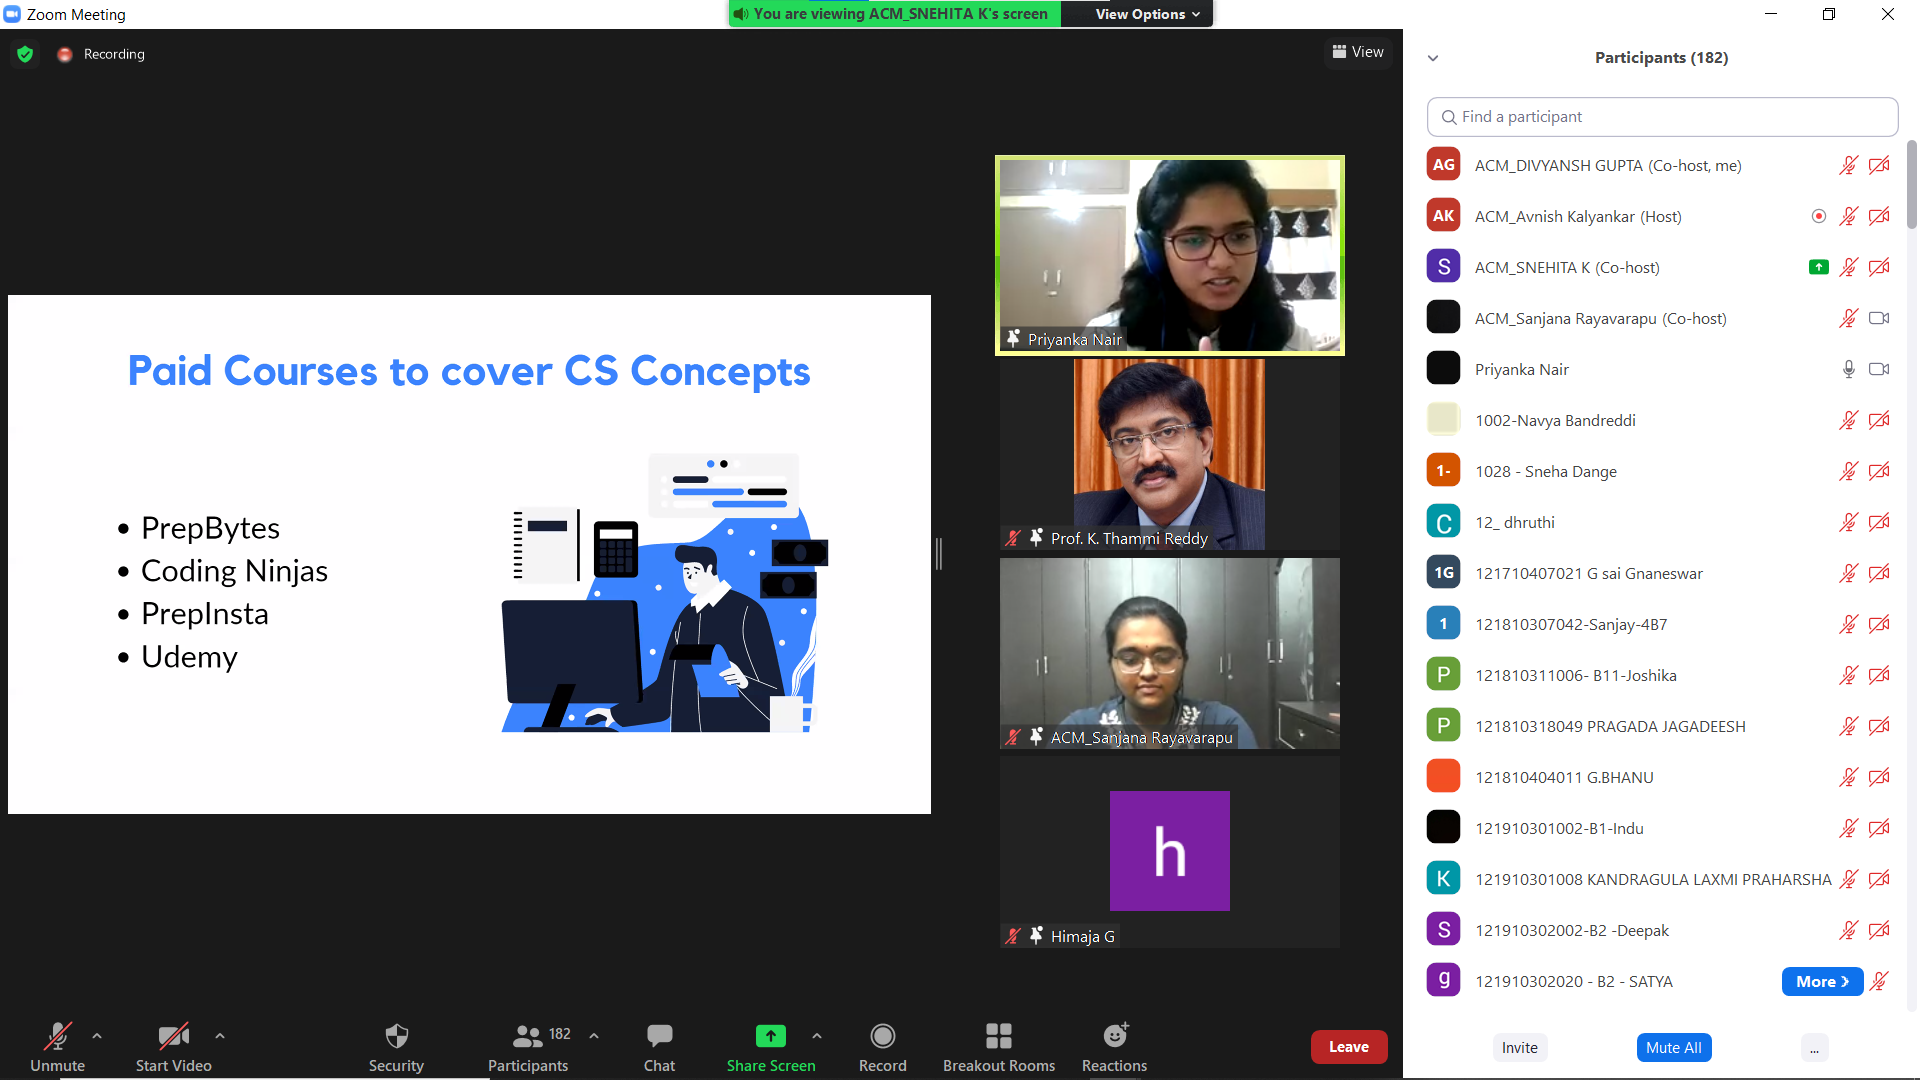 Zoom Meeting
You are viewing ACM_SNEHITA K's screen
View Options
Recording
View
Paid Courses to cover CS Concepts
• PrepBytes
• Coding Ninjas
• PrepInsta
• Udemy
Priyanka Nair
Prof. K. Thammi Reddy
ACM_Sanjana Rayavarapu
h
Himaja G
Participants (182)
Find a participant
AG ACM_DIVYANSH GUPTA (Co-host, me)
AK ACM_Avnish Kalyankar (Host)
S ACM_SNEHITA K (Co-host)
ACM_Sanjana Rayavarapu (Co-host)
Priyanka Nair
1002-Navya Bandreddi
1- 1028 - Sneha Dange
C 12_ dhruthi
1G 121710407021 G sai Gnaneswar
1 121810307042-Sanjay-4B7
P 121810311006- B11-Joshika
P 121810318049 PRAGADA JAGADEESH
121810404011 G.BHANU
121910301002-B1-Indu
K 121910301008 KANDRAGULA LAXMI PRAHARSHA
S 121910302002-B2 -Deepak
g 121910302020 - B2 - SATYA More
Invite
Mute All
...
Unmute
Start Video
Security
182
Participants
Chat
Share Screen
Record
Breakout Rooms
Reactions
Leave